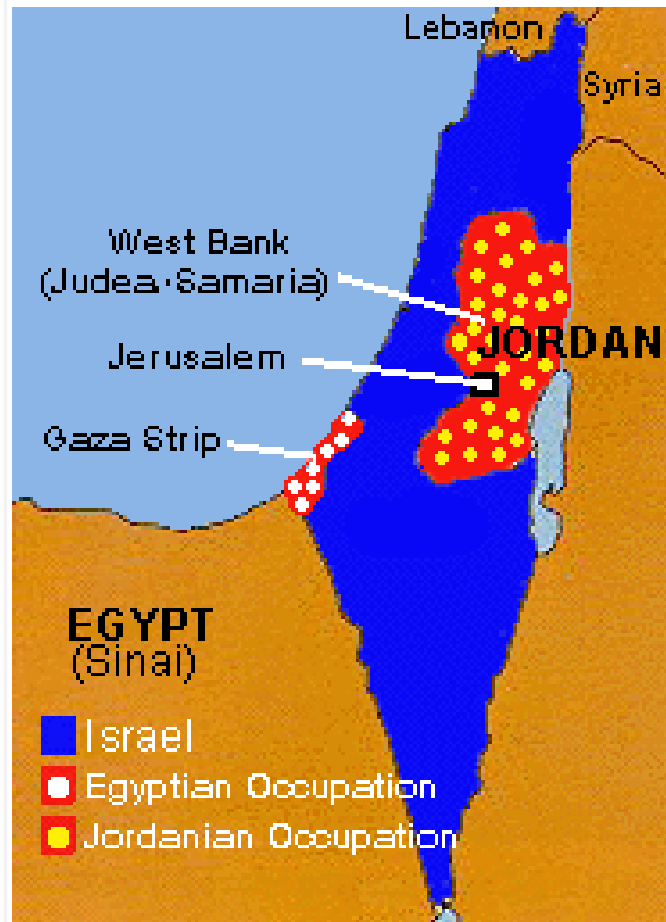 Lebanon
Syria
West Bank
(Judea·Samaria)
JORDAN
Jerusalem
Gaza Strip
EGYPT
(Sinai)
Israel
Egyptian Occupation
Jordanian Occupation